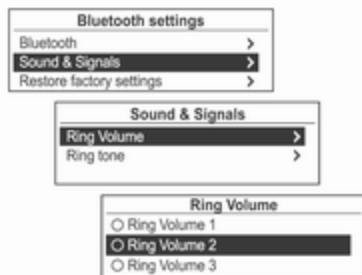 Bluetooth settings
Bluetooth >
Sound & Signals >
Restore factory settings >
Sound & Signals
Ring Volume >
Ring tone >
Ring Volume
Ring Volume 1
Ring Volume 2
Ring Volume 3